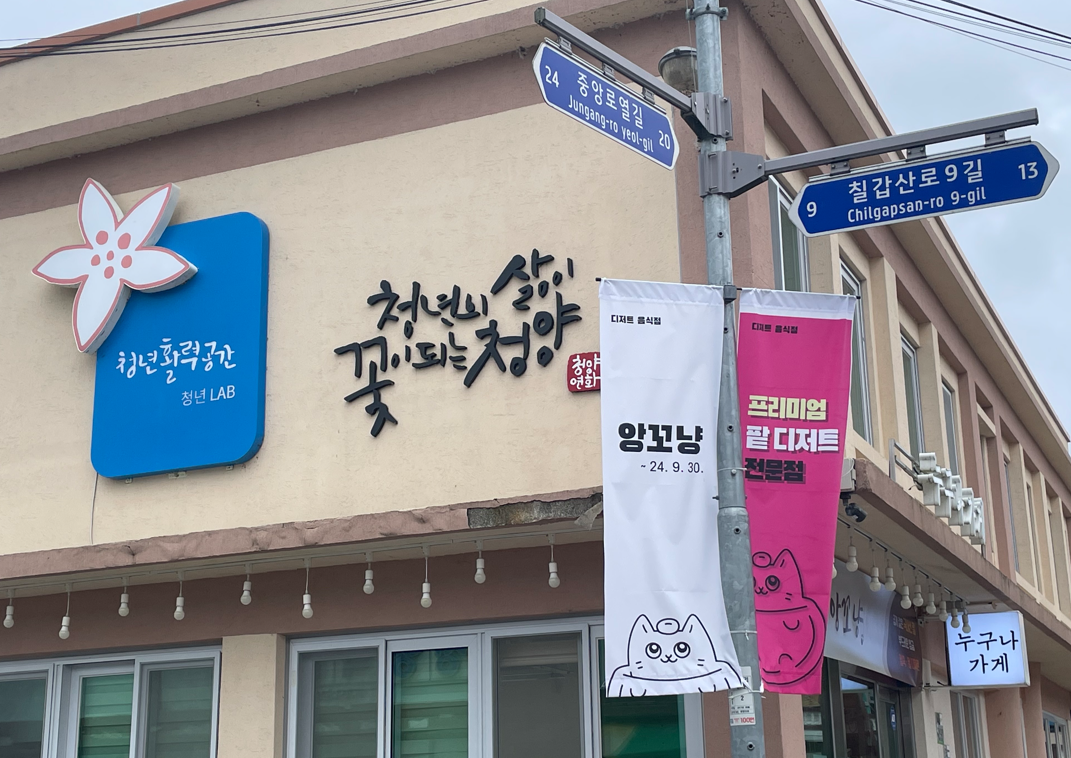 24 중앙로열길
Jungang-ro yeol-gil 20
9 칠갑산로9길 13
Chilgapsan-ro 9-gil
청년활력공간
청년 LAB
청년의 삶이
꽃이 되는 청양
청양
연화
디저트 음식점
앙꼬냥
~ 24. 9. 30.
디저트 음식점
프리미엄
팥 디저트
전문점
앙꼬냥
누구나
가게